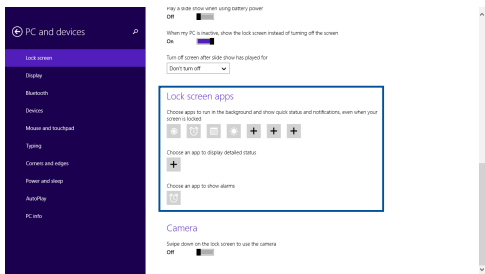 PC and devices
Lock screen
Display
Bluetooth
Devices
Mouse and touchpad
Typing
Corners and edges
Power and sleep
AutoPlay
PC info
Play a slide show when using battery power
Off
When my PC is inactive, show the lock screen instead of turning off the screen
On
Turn off screen after slide show has played for
Don't turn off
Lock screen apps
Choose apps to run in the background and show quick status and notifications, even when your
screen is locked
Choose an app to display detailed status
Choose an app to show alarms
Camera
Swipe down on the lock screen to use the camera
Off